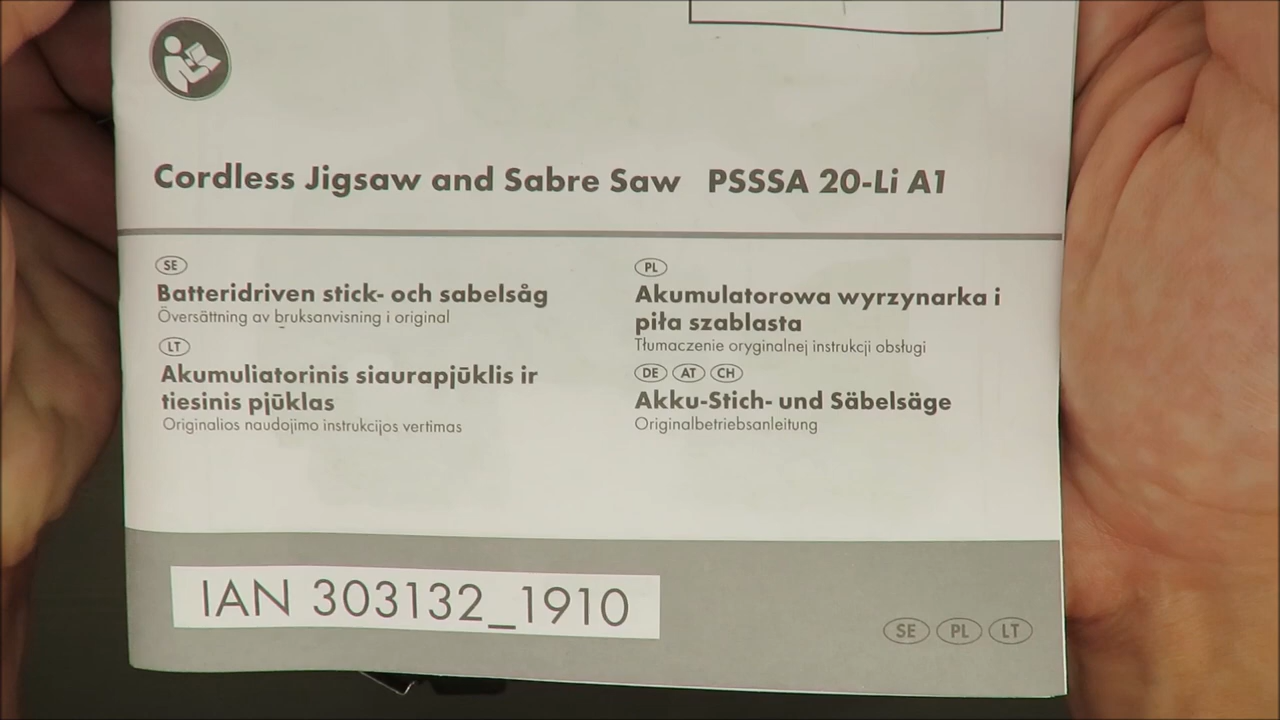 Cordless Jigsaw and Sabre Saw PSSSA 20-Li A1
SE
Batteridriven stick- och sabelsåg
Översättning av bruksanvisning i original
LT
Akumuliatorinis siaurapjūklis ir
tiesinis pjūklas
Originalios naudojimo instrukcijos vertimas
PL
Akumulatorowa wyrzynarka i
piła szablasta
Tłumaczenie oryginalnej instrukcji obsługi
DE AT CH
Akku-Stich- und Säbelsäge
Originalbetriebsanleitung
IAN 303132_1910
SE PL LT